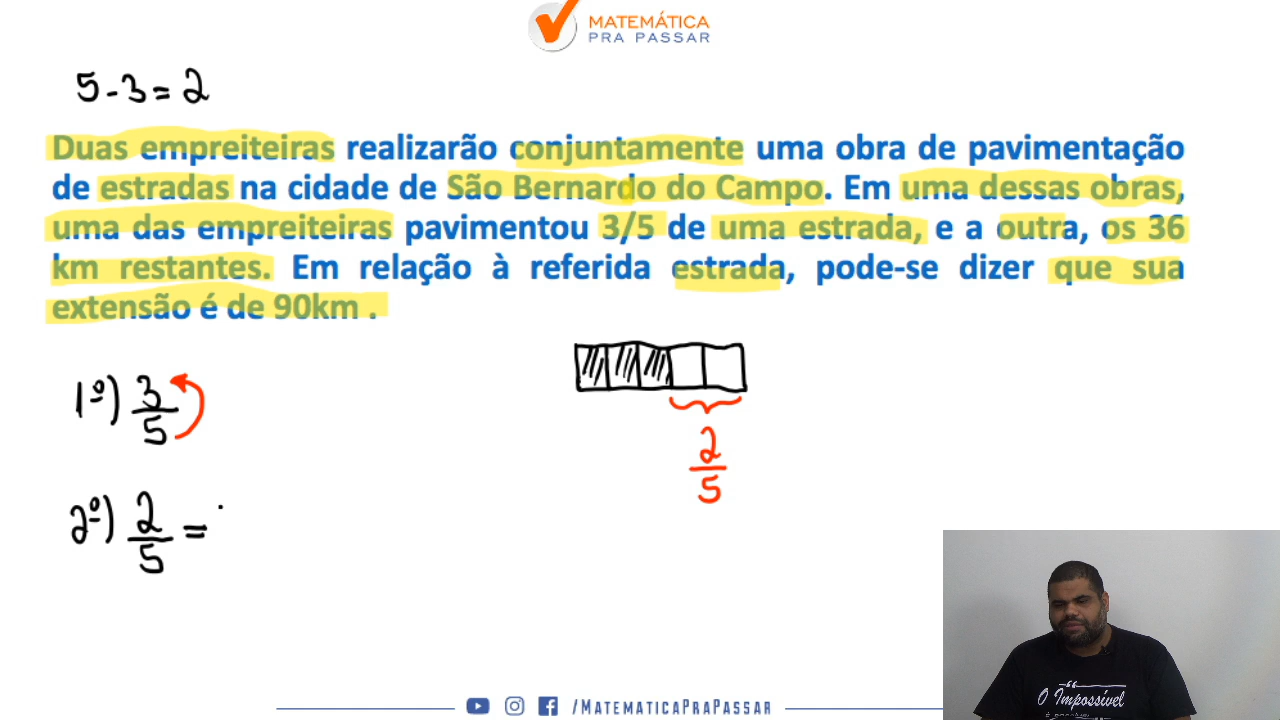 MATEMÁTICA
PRA PASSAR
5-3=2
Duas empreiteiras realizarão conjuntamente uma obra de pavimentação
de estradas na cidade de São Bernardo do Campo. Em uma dessas obras,
uma das empreiteiras pavimentou 3/5 de uma estrada, e a outra, os 36
km restantes. Em relação à referida estrada, pode-se dizer que sua
extensão é de 90km .
1º) 3/5
2/5
2º) 2/5 =
O Impossível
/MATEMATICAPRAPASSAR